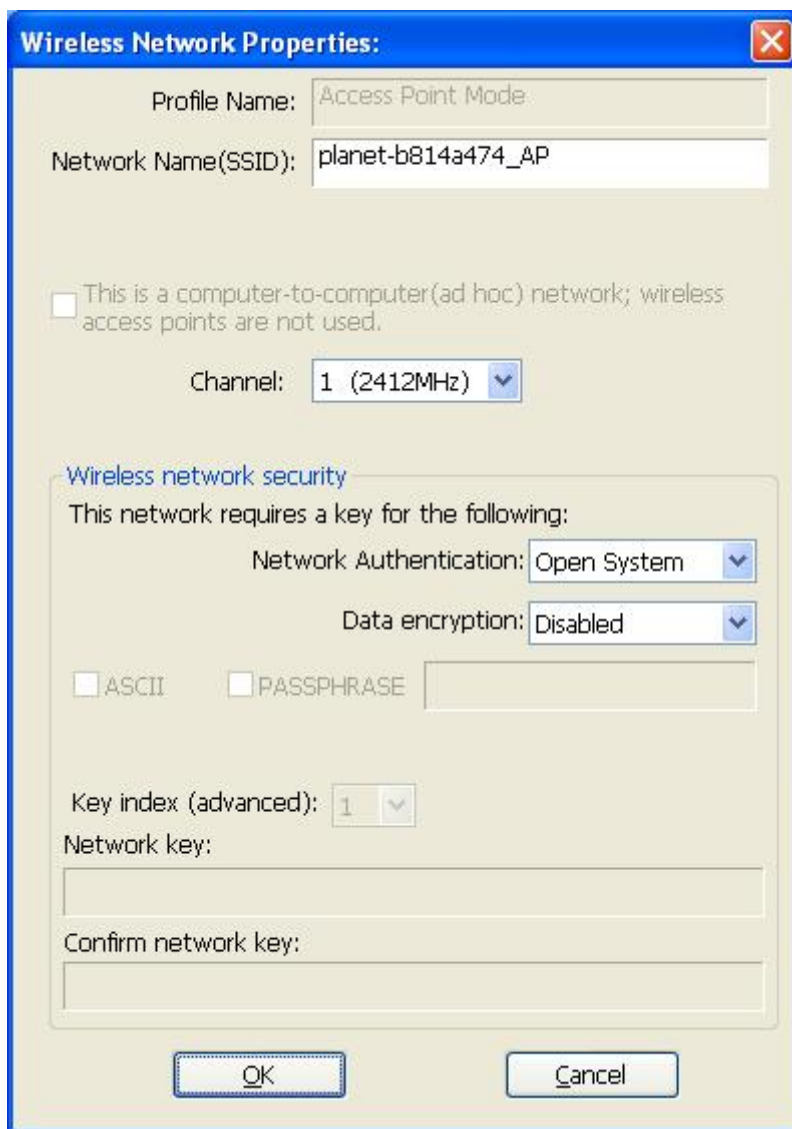 Wireless Network Properties:
Profile Name: Access Point Mode
Network Name(SSID): planet-b814a474_AP
This is a computer-to-computer(ad hoc) network; wireless
access points are not used.
Channel: 1 (2412MHz)
Wireless network security
This network requires a key for the following:
Network Authentication: Open System
Data encryption: Disabled
ASCII PASSPHRASE
Key index (advanced): 1
Network key:
Confirm network key:
OK Cancel